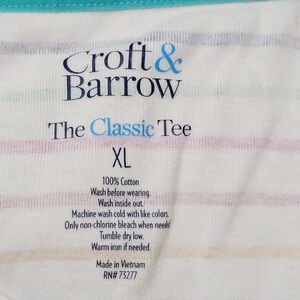 Croft &
Barrow
The Classic Tee
XL
100% Cotton
Wash before wearing.
Wash inside out.
Machine wash cold with like colors.
Only non-chlorine bleach when needed
Tumble dry low.
Warm iron if needed.
Made in Vietnam
RN# 73277